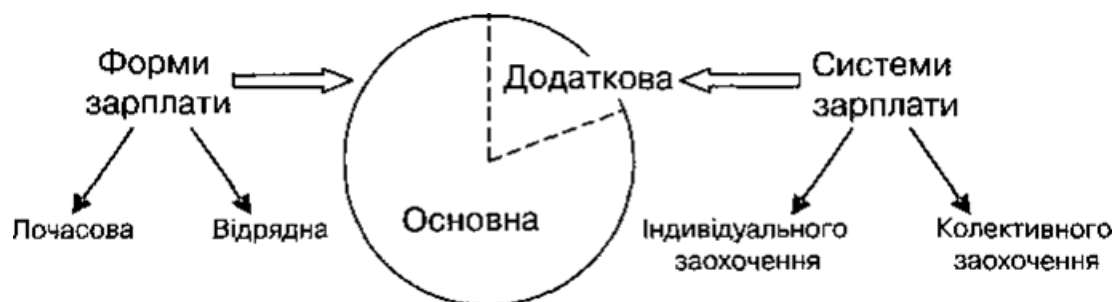 Форми
зарплати
Додаткова
Системи
зарплати
Почасова
Відрядна
Основна
Індивідуального
заохочення
Колективного
заохочення